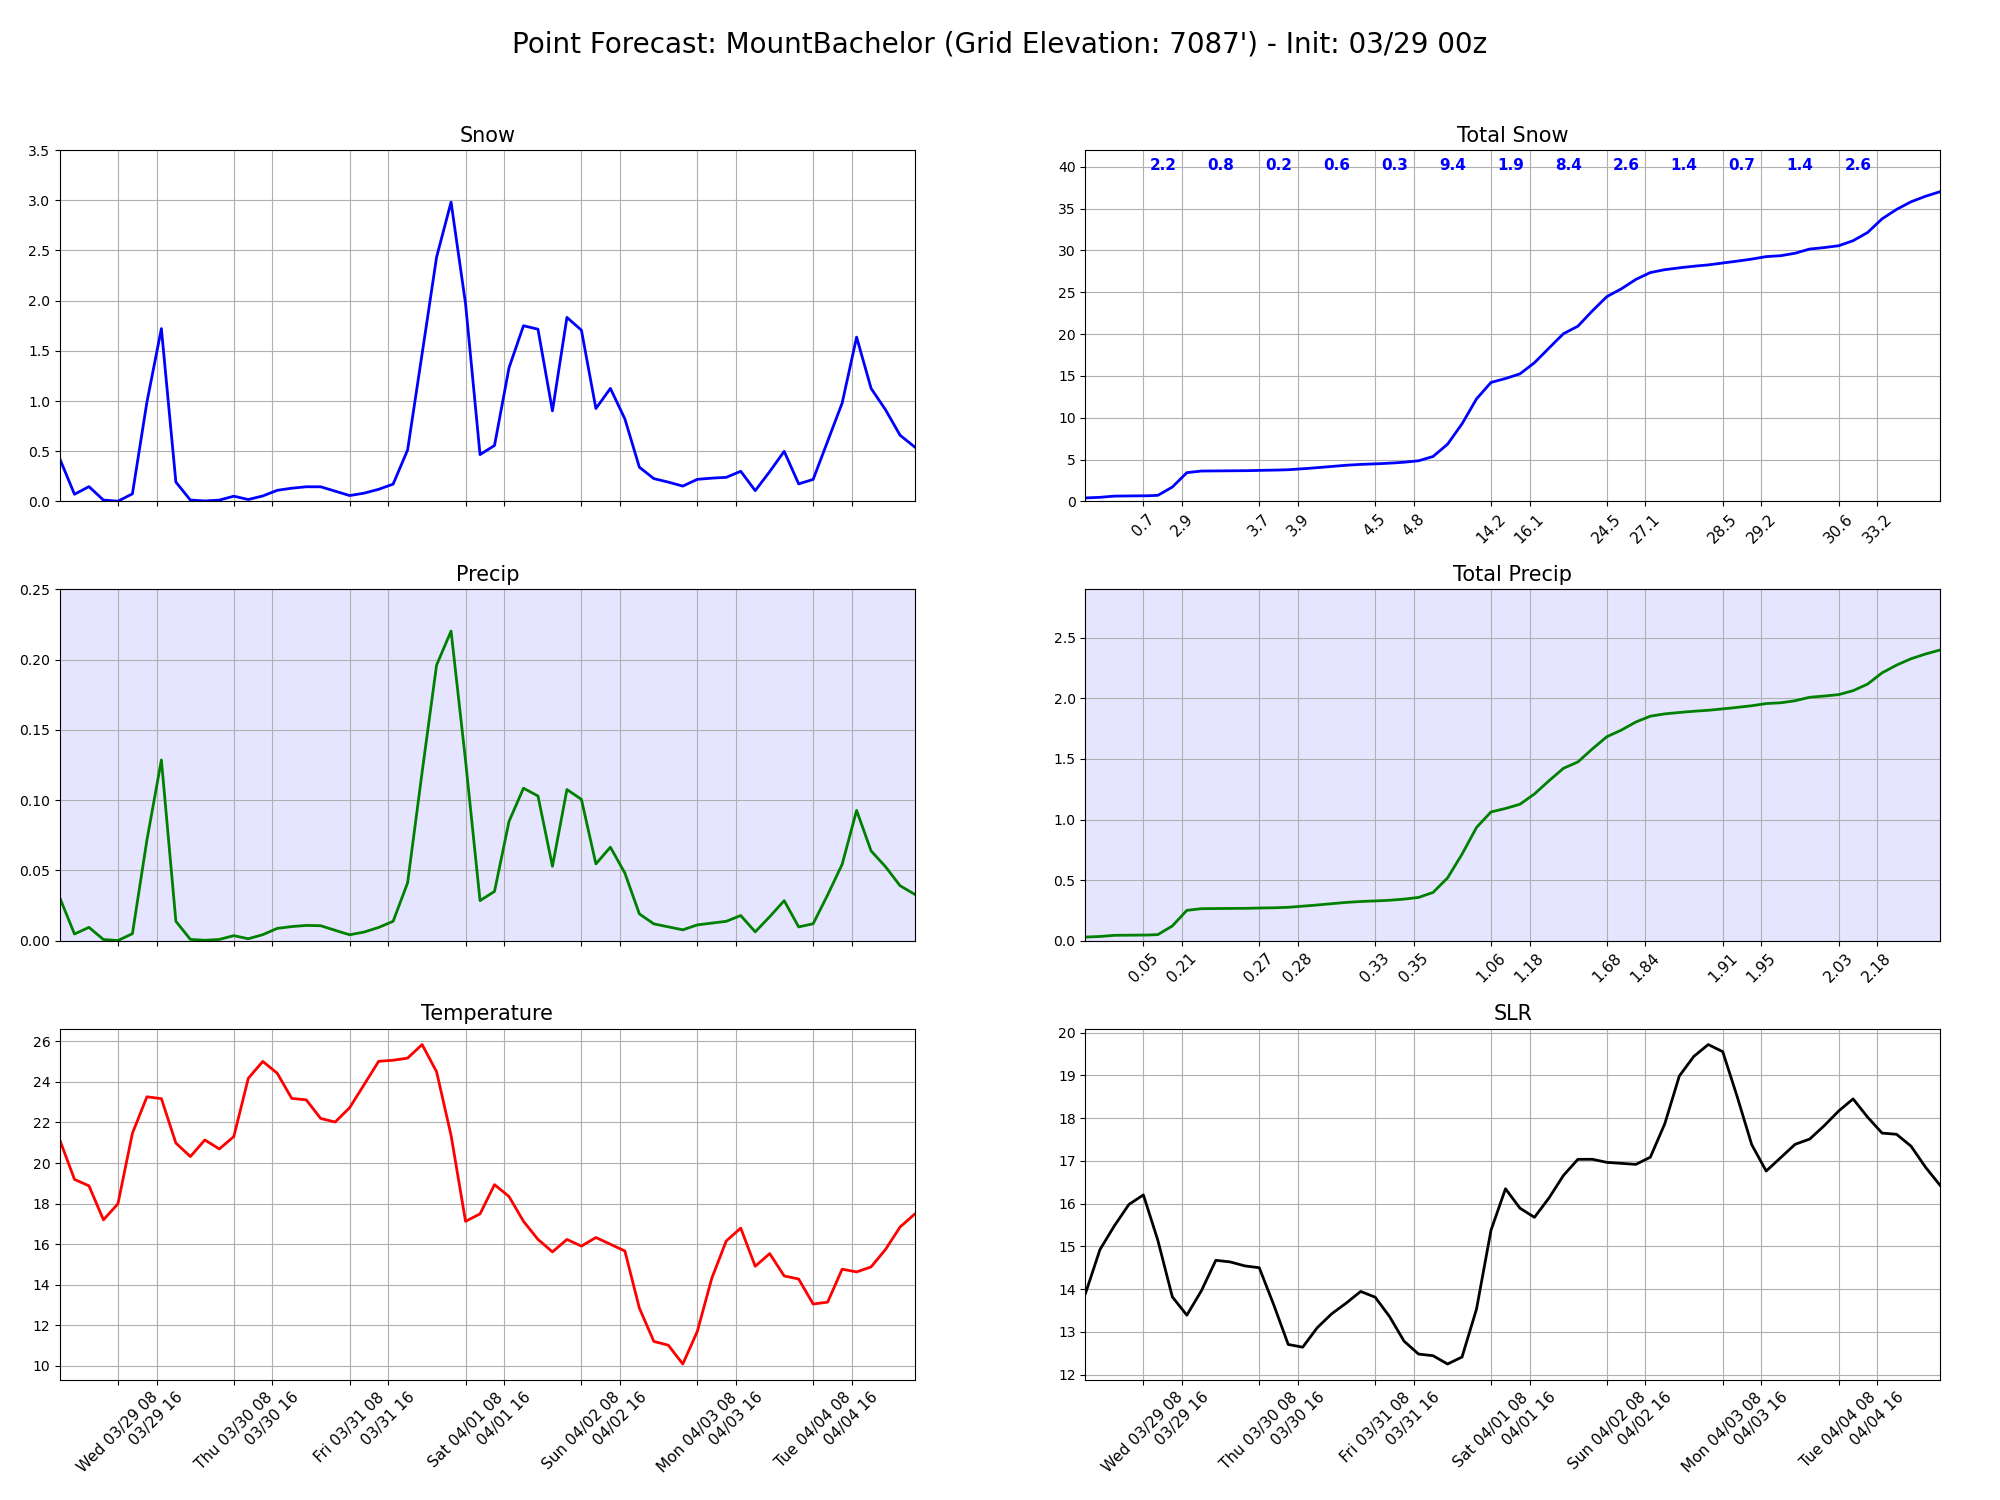 Point Forecast: MountBachelor (Grid Elevation: 7087') - Init: 03/29 00z
Snow
3.5
3.0
2.5
2.0
1.5
1.0
0.5
0.0
Total Snow
2.2 0.8 0.2 0.6 0.3 9.4 1.9 8.4 2.6 1.4 0.7 1.4 2.6
40
35
30
25
20
15
10
5
0
0.7 2.9 3.7 3.9 4.5 4.8 14.2 16.1 24.5 27.1 28.5 29.2 30.6 33.2
Precip
0.25
0.20
0.15
0.10
0.05
0.00
Total Precip
2.5
2.0
1.5
1.0
0.5
0.0
0.05 0.21 0.27 0.28 0.33 0.35 1.06 1.18 1.68 1.84 1.91 1.95 2.03 2.18
Temperature
26
24
22
20
18
16
14
12
10
Wed 03/29 08
03/29 16
Thu 03/30 08
03/30 16
Fri 03/31 08
03/31 16
Sat 04/01 08
04/01 16
Sun 04/02 08
04/02 16
Mon 04/03 08
04/03 16
Tue 04/04 08
04/04 16
SLR
20
19
18
17
16
15
14
13
12
Wed 03/29 08
03/29 16
Thu 03/30 08
03/30 16
Fri 03/31 08
03/31 16
Sat 04/01 08
04/01 16
Sun 04/02 08
04/02 16
Mon 04/03 08
04/03 16
Tue 04/04 08
04/04 16